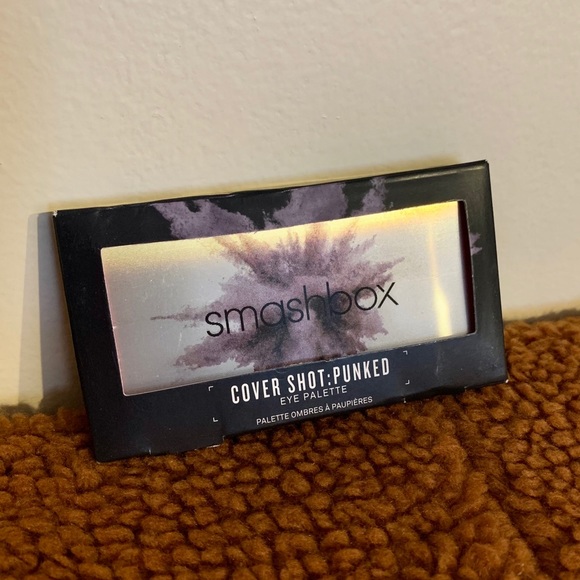 smashbox
COVER SHOT:PUNKED
EYE PALETTE
PALETTE OMBRES À PAUPIÈRES